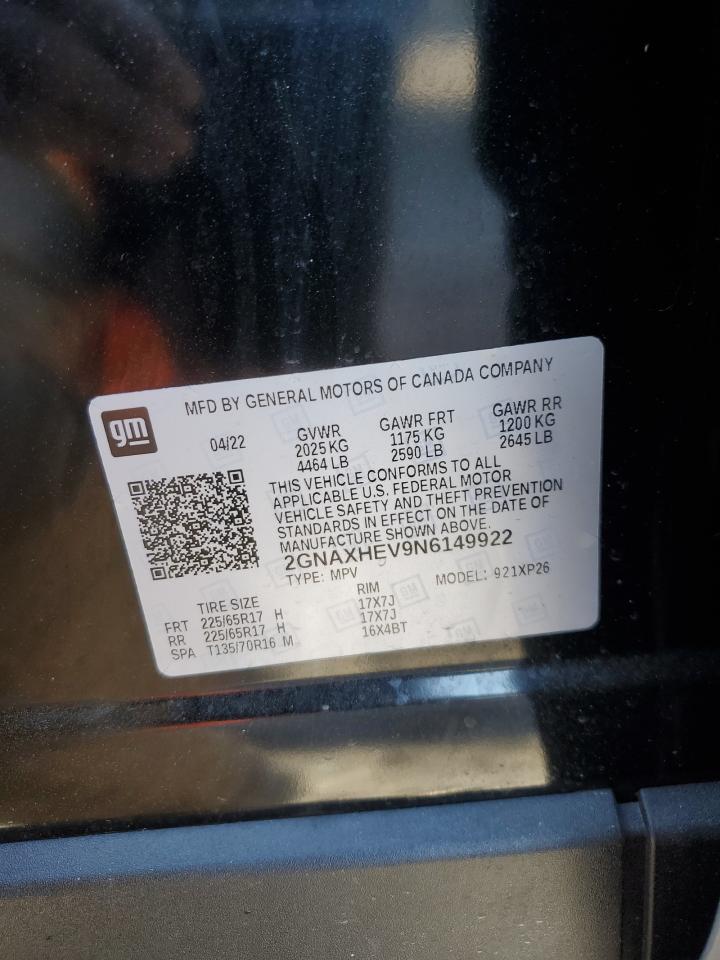 MFD BY GENERAL MOTORS OF CANADA COMPANY
gm
04/22
GVWR GAWR FRT GAWR RR
2025 KG 1175 KG 1200 KG
4464 LB 2590 LB 2645 LB
THIS VEHICLE CONFORMS TO ALL
APPLICABLE U.S. FEDERAL MOTOR
VEHICLE SAFETY AND THEFT PREVENTION
STANDARDS IN EFFECT ON THE DATE OF
MANUFACTURE SHOWN ABOVE.
2GNAXHEV9N6149922
TYPE: MPV MODEL: 921XP26
TIRE SIZE RIM
FRT 225/65R17 H 17X7J
RR 225/65R17 H 17X7J
SPA T135/70R16 M 16X4BT